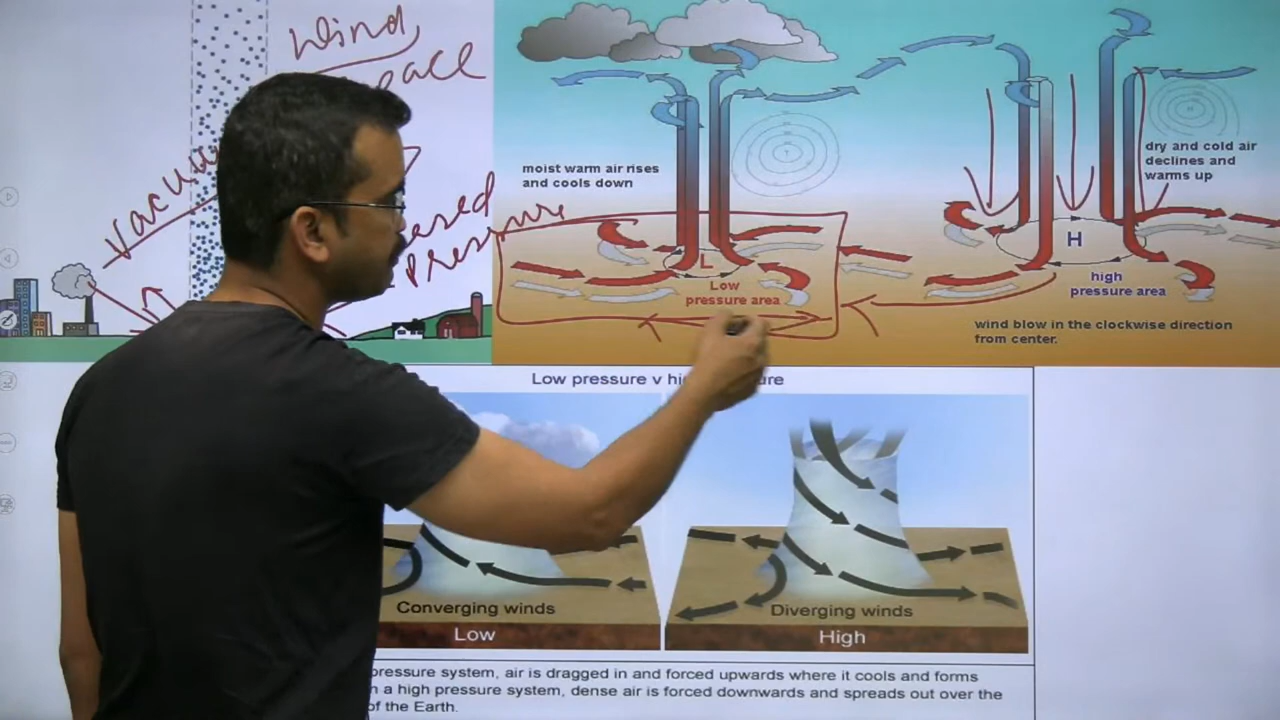 Wind
Vacuu
Pressure
moist warm air rises
and cools down
L
Low
pressure area
dry and cold air
declines and
warms up
H
high
pressure area
wind blow in the clockwise direction
from center.
Low pressure v hi
Converging winds
Low
Diverging winds
High
pressure system, air is dragged in and forced upwards where it cools and forms
a high pressure system, dense air is forced downwards and spreads out over the
of the Earth.